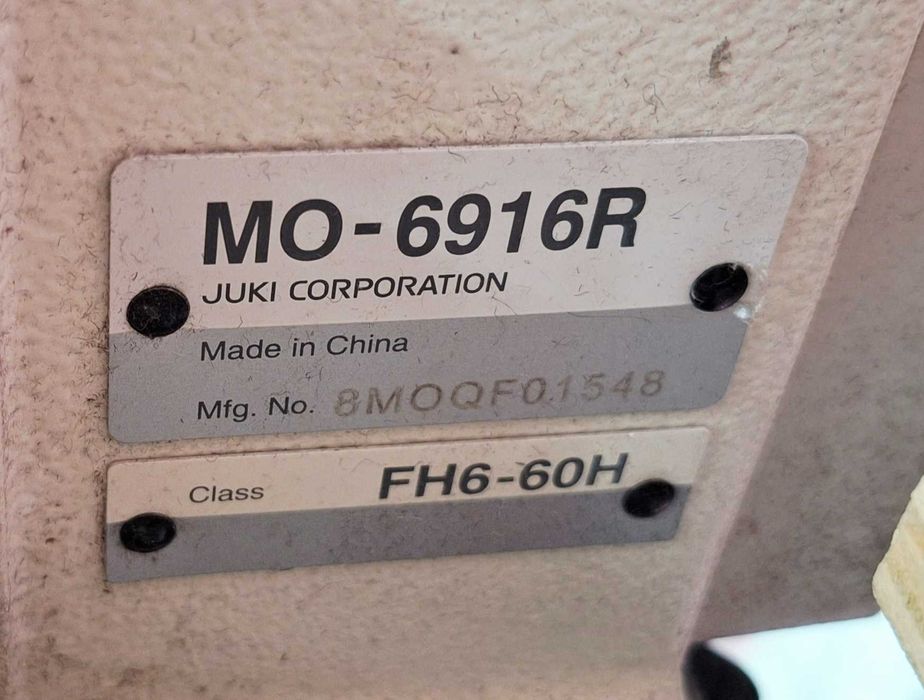 MO-6916R
JUKI CORPORATION
Made in China
Mfg. No. 8MOQF01548
Class FH6-60H